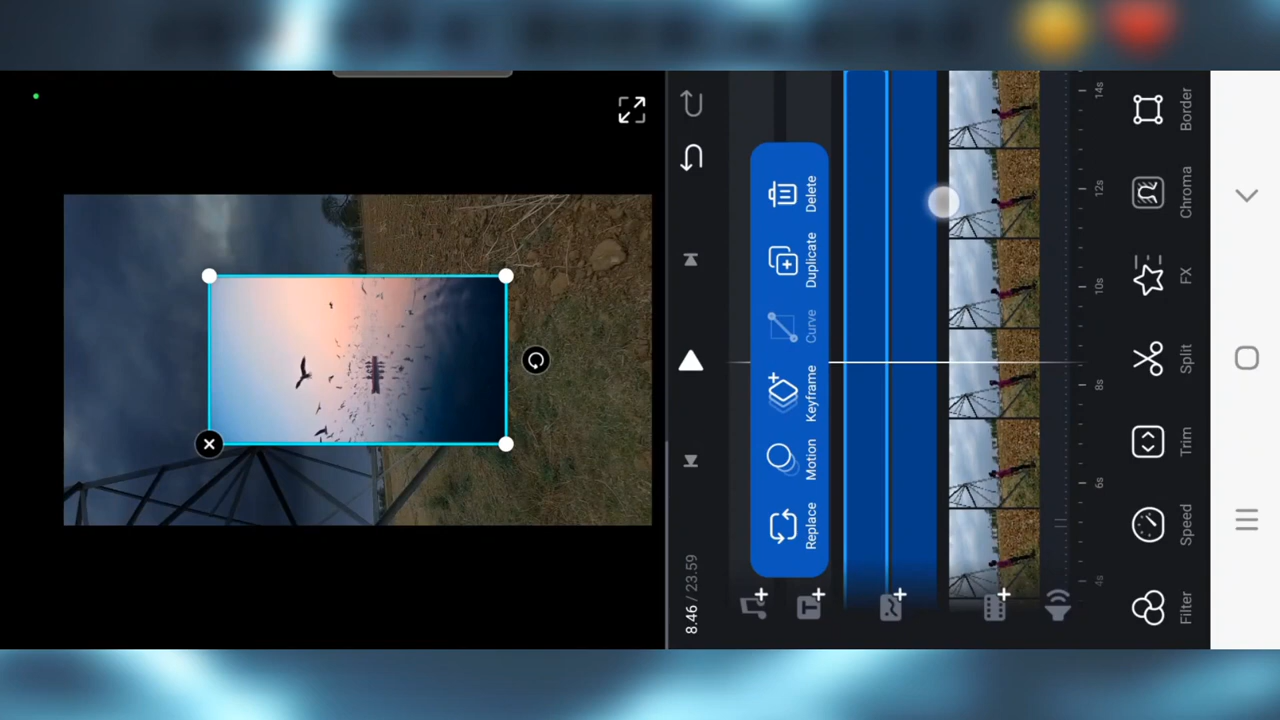 8.46 / 23.59
Replace
Motion
Keyframe
Curve
Duplicate
Delete
4s
6s
8s
10s
12s
14s
Filter
Speed
Trim
Split
FX
Chroma
Border